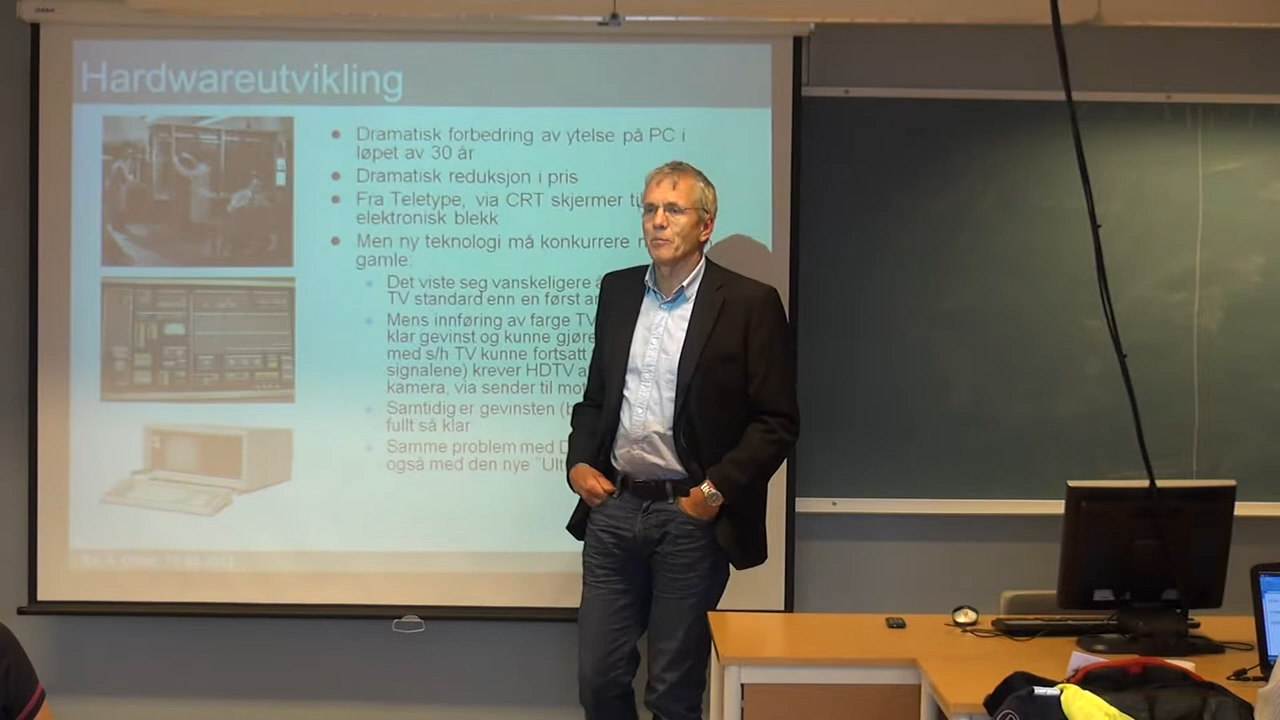 Hardwareutvikling
Dramatisk forbedring av ytelse på PC i
løpet av 30 år
Dramatisk reduksjon i pris
Fra Teletype, via CRT skjermer
elektronisk blekk
Men ny teknologi må konkurrere
gamle:
Det viste seg vanskeligere
TV standard enn en først
Mens innføring av farge TV
klar gevinst og kunne gjøre
med s/h TV kunne fortsatt
signalene) krever HDTV
kamera, via sender til
Samtidig er gevinsten
fullt så klar
Samme problem med
også med den nye